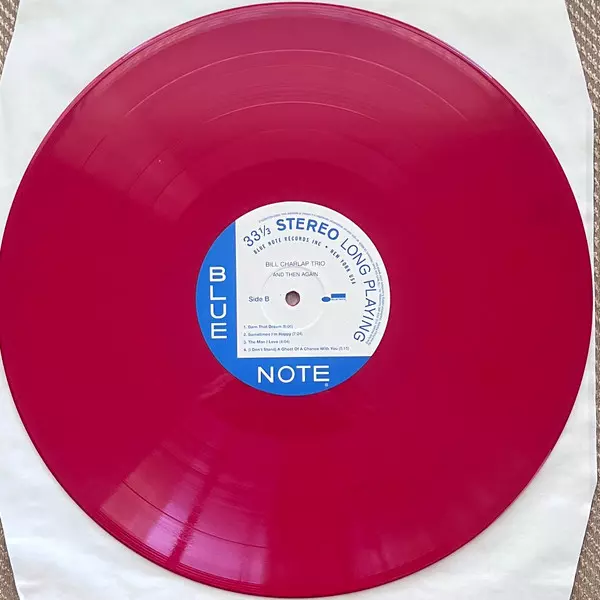 33⅓ STEREO LONG PLAYING
BLUE NOTE RECORDS INC • NEW YORK USA
BILL CHARLAP TRIO
AND THEN AGAIN
Side B
1. Darn That Dream
2. Sometimes I'm Happy
3. The Man I Love
4. (I Don't Stand) A Ghost Of A Chance With You
BLUE
NOTE